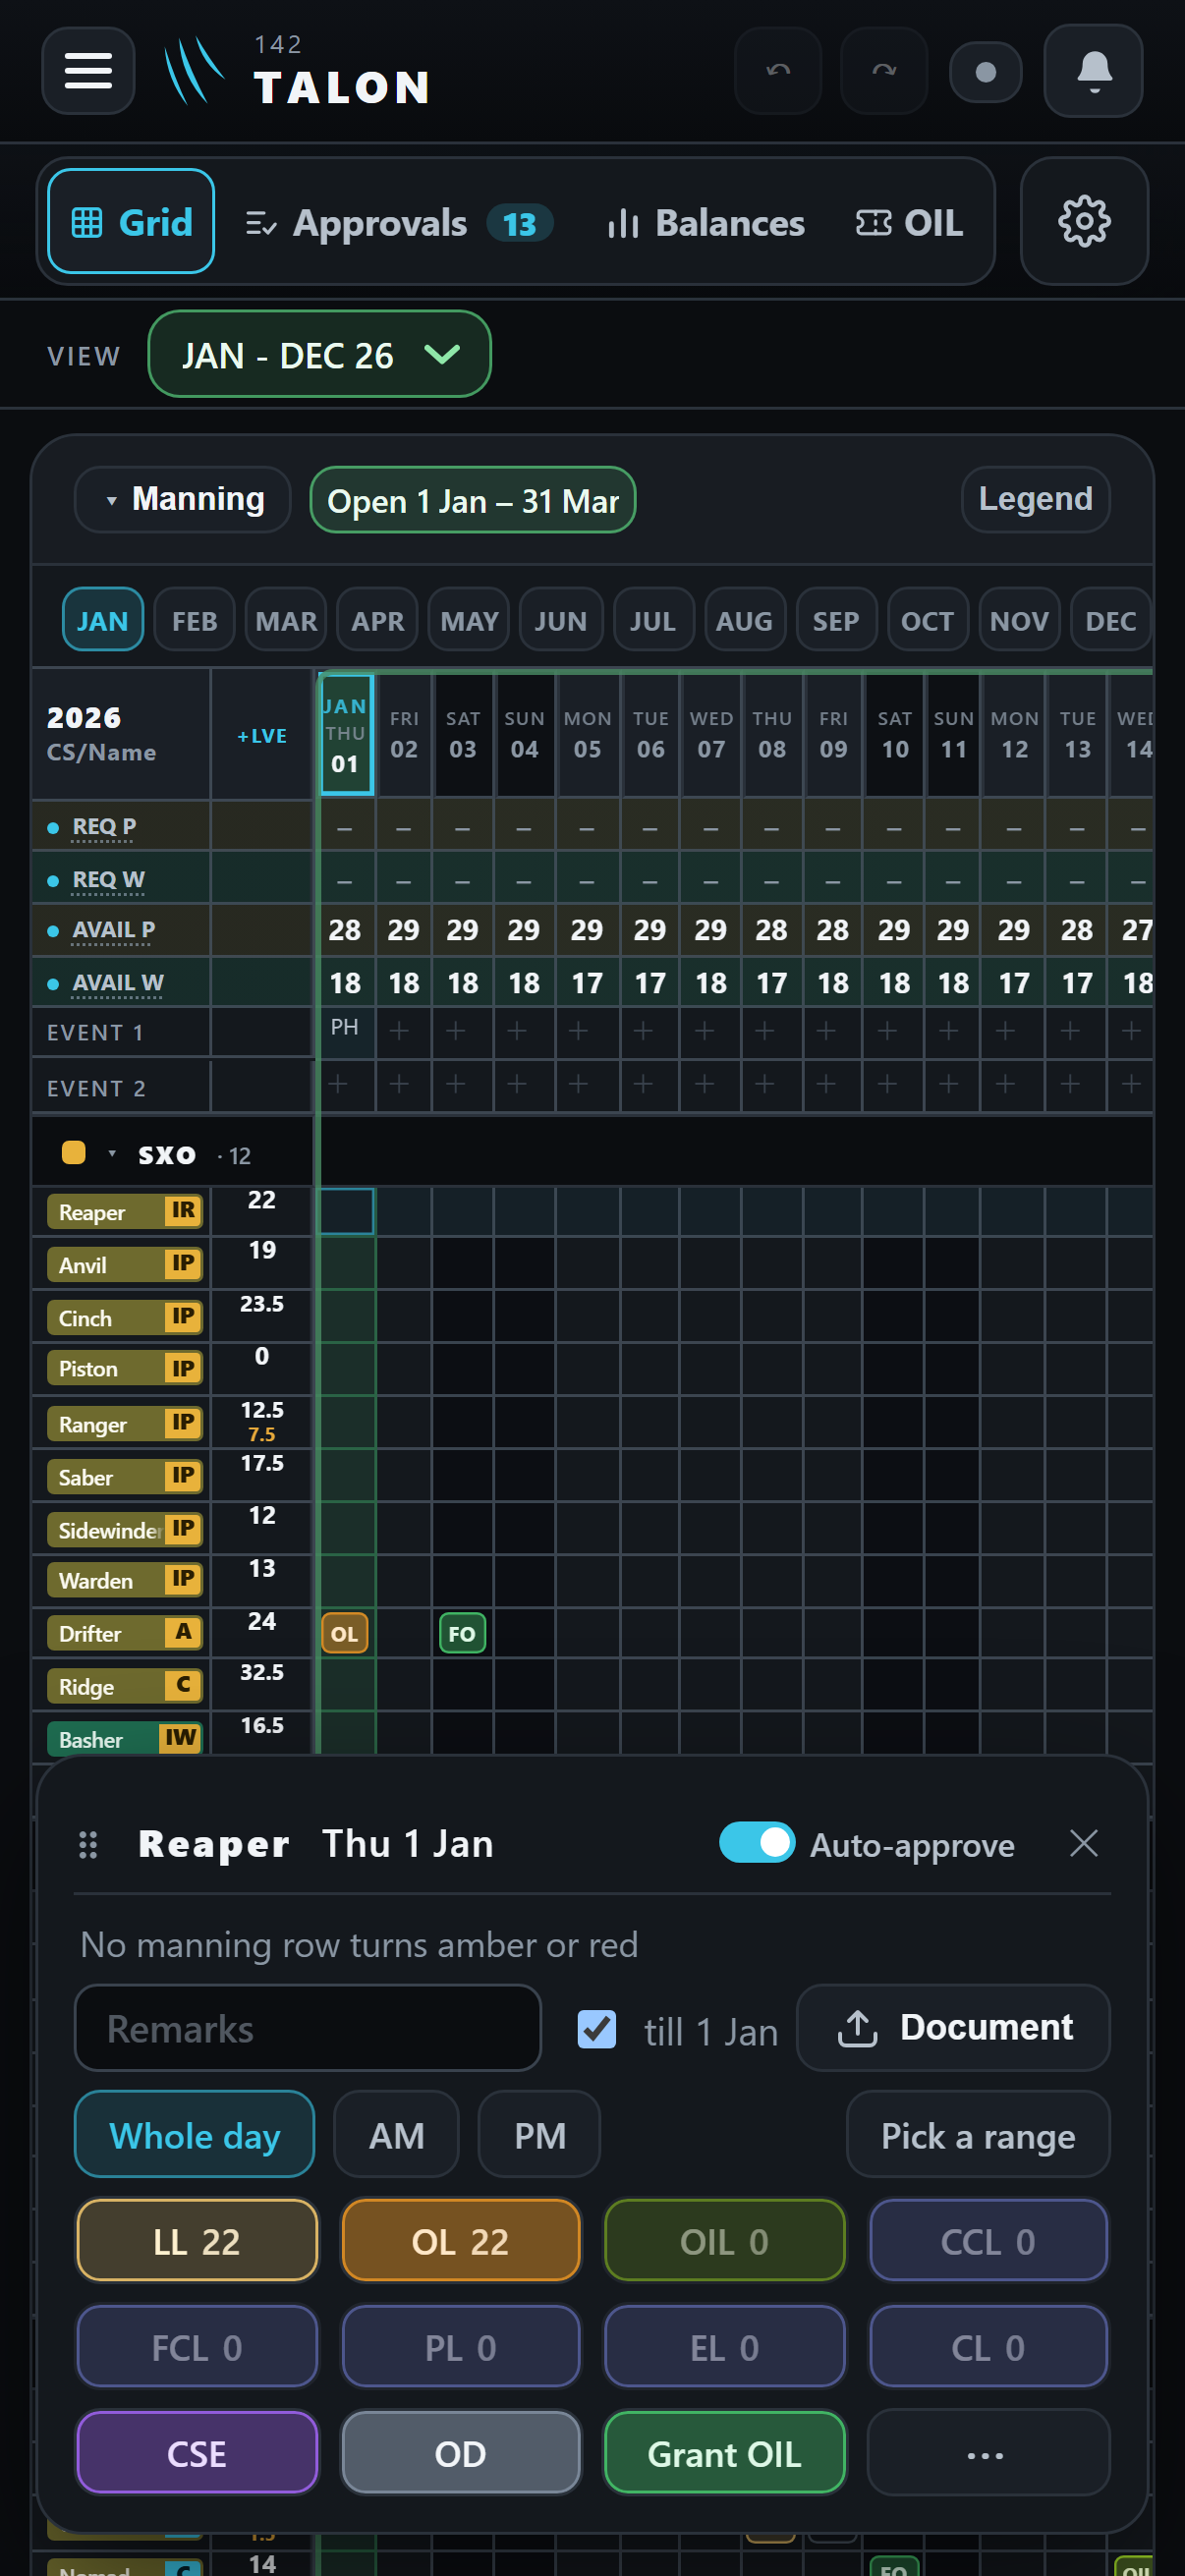 142
TALON
Grid Approvals 13 Balances OIL
VIEW JAN - DEC 26
Manning Open 1 Jan – 31 Mar Legend
JAN FEB MAR APR MAY JUN JUL AUG SEP OCT NOV DEC
2026
CS/Name
+LVE
JAN THU 01
FRI 02
SAT 03
SUN 04
MON 05
TUE 06
WED 07
THU 08
FRI 09
SAT 10
SUN 11
MON 12
TUE 13
WED 14
REQ P – – – – – – – – – – – – – –
REQ W – – – – – – – – – – – – – –
AVAIL P 28 29 29 29 29 29 29 28 28 29 29 29 28 27
AVAIL W 18 18 18 18 17 17 18 17 18 18 18 17 17 18
EVENT 1 PH + + + + + + + + + + + + +
EVENT 2 + + + + + + + + + + + + + +
SXO · 12
Reaper IR 22
Anvil IP 19
Cinch IP 23.5
Piston IP 0
Ranger IP 12.5
7.5
Saber IP 17.5
Sidewinder IP 12
Warden IP 13
Drifter A 24 OL FO
Ridge C 32.5
Basher IW 16.5
Reaper Thu 1 Jan Auto-approve
No manning row turns amber or red
Remarks till 1 Jan Document
Whole day AM PM Pick a range
LL 22 OL 22 OIL 0 CCL 0
FCL 0 PL 0 EL 0 CL 0
CSE OD Grant OIL ...
Nomad C 14 FO OIL